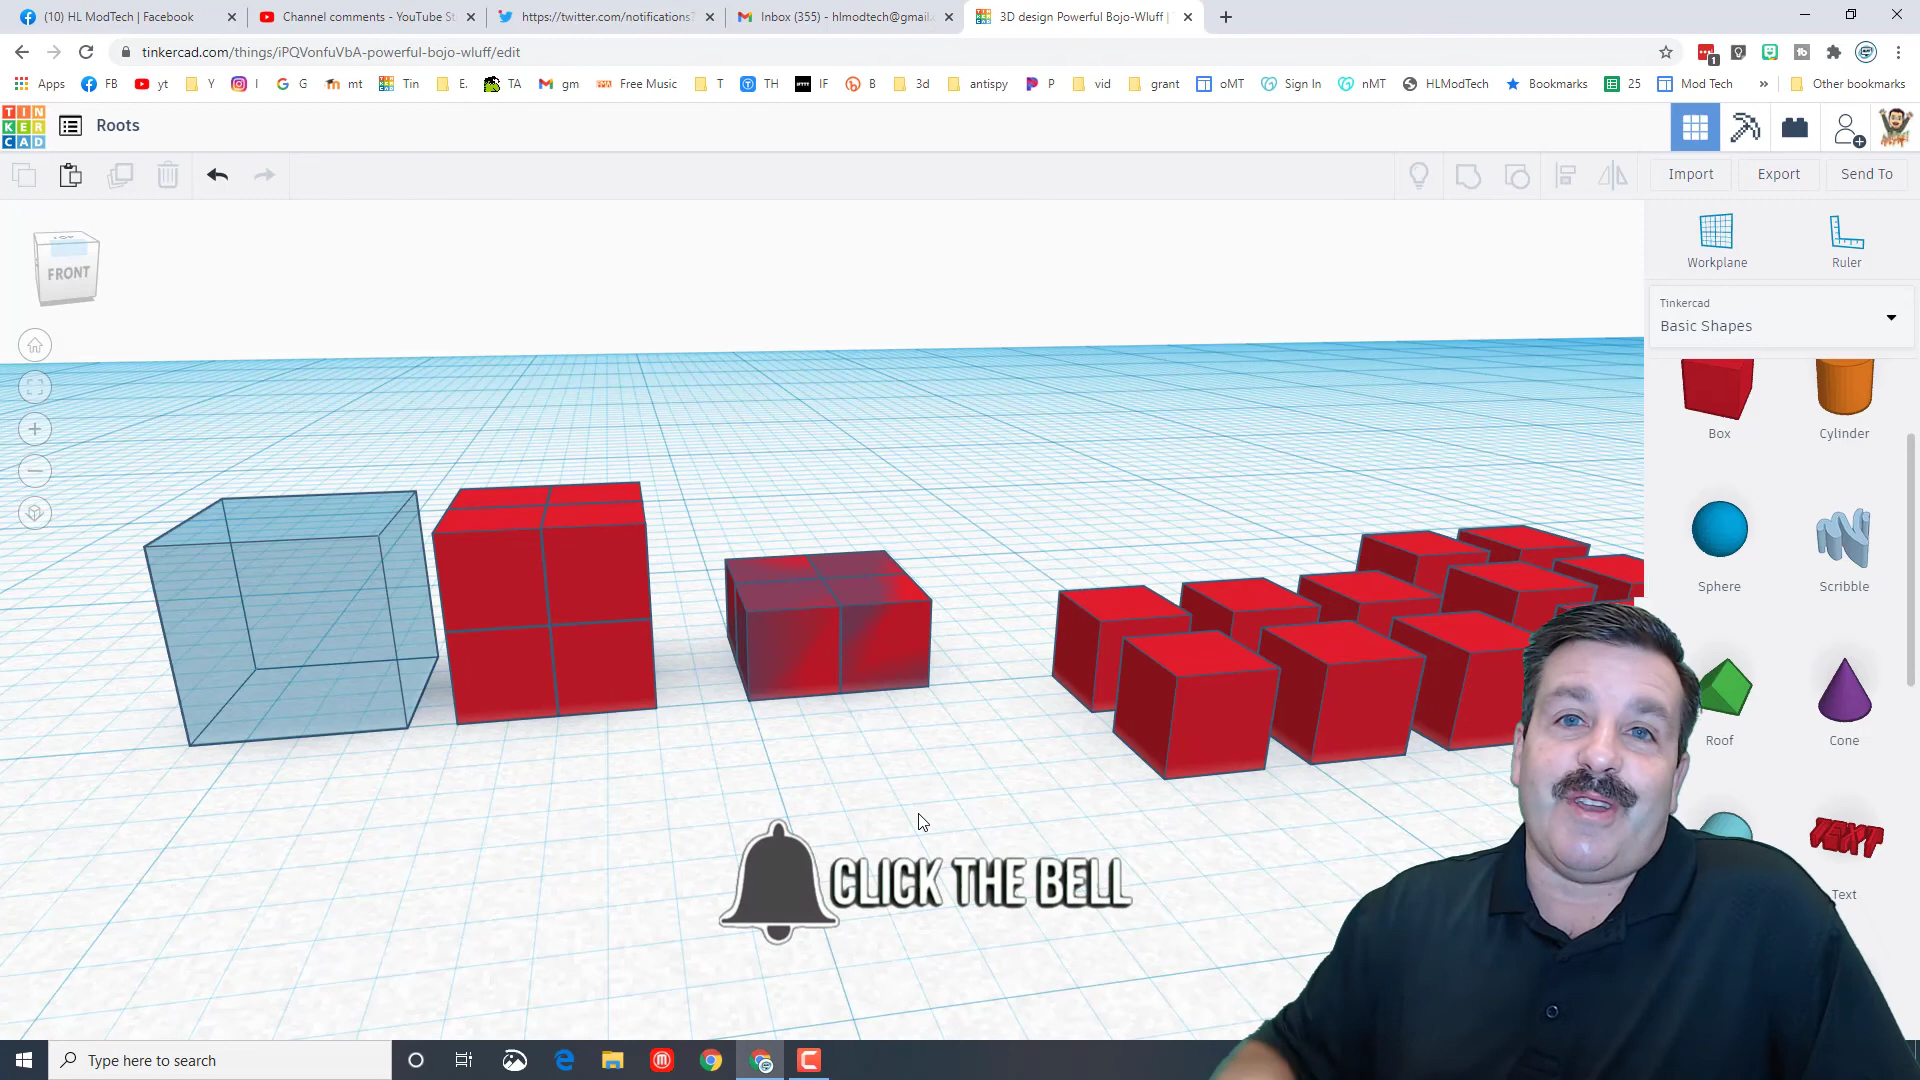 (10) HL ModTech | Facebook
Channel comments - YouTube St
https://twitter.com/notifications?
Inbox (355) - hlmodtech@gmail.c
3D design Powerful Bojo-Wluff |
tinkercad.com/things/iPQVonfuVbA-powerful-bojo-wluff/edit
1
Apps
FB
yt
Y
I
G
mt
Tin
E.
TA
gm
Free Music
T
TH
IF
B
3d
antispy
P
vid
grant
oMT
Sign In
nMT
HLModTech
Bookmarks
25
Mod Tech
»
Other bookmarks
TIN
KER
CAD
Roots
Import
Export
Send To
TOP
FRONT
Workplane
Ruler
Tinkercad
Basic Shapes
Box
Cylinder
Sphere
Scribble
Roof
Cone
TEXT
Text
CLICK THE BELL
Type here to search